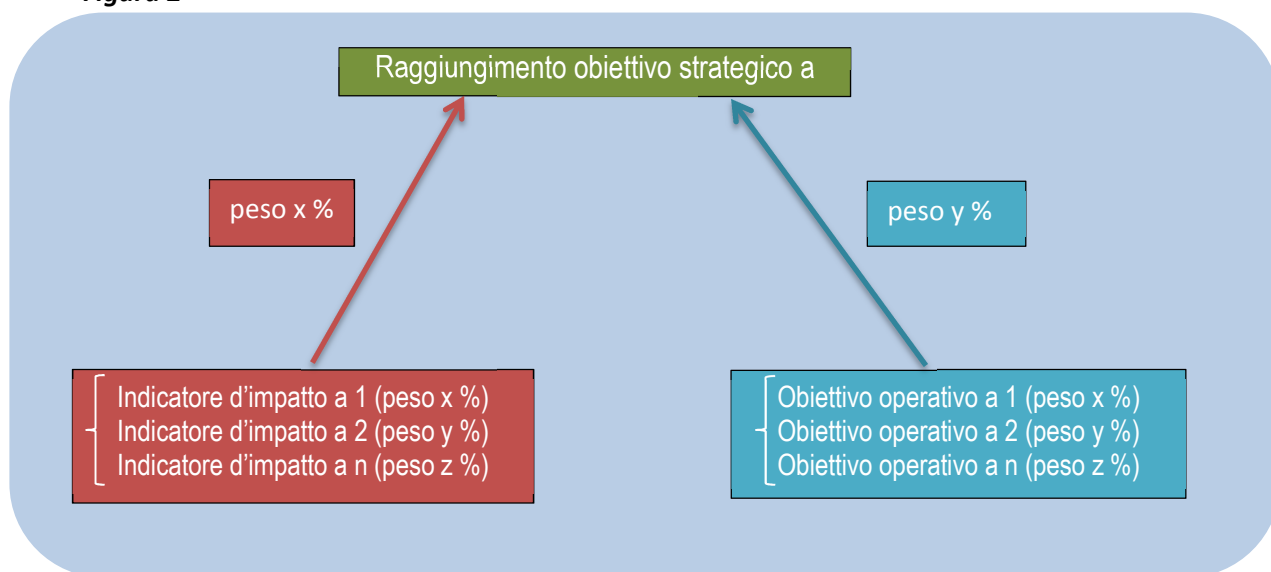 Raggiungimento obiettivo strategico a
peso x %
peso y %
Indicatore d’impatto a 1 (peso x %)
Indicatore d’impatto a 2 (peso y %)
Indicatore d’impatto a n (peso z %)
Obiettivo operativo a 1 (peso x %)
Obiettivo operativo a 2 (peso y %)
Obiettivo operativo a n (peso z %)